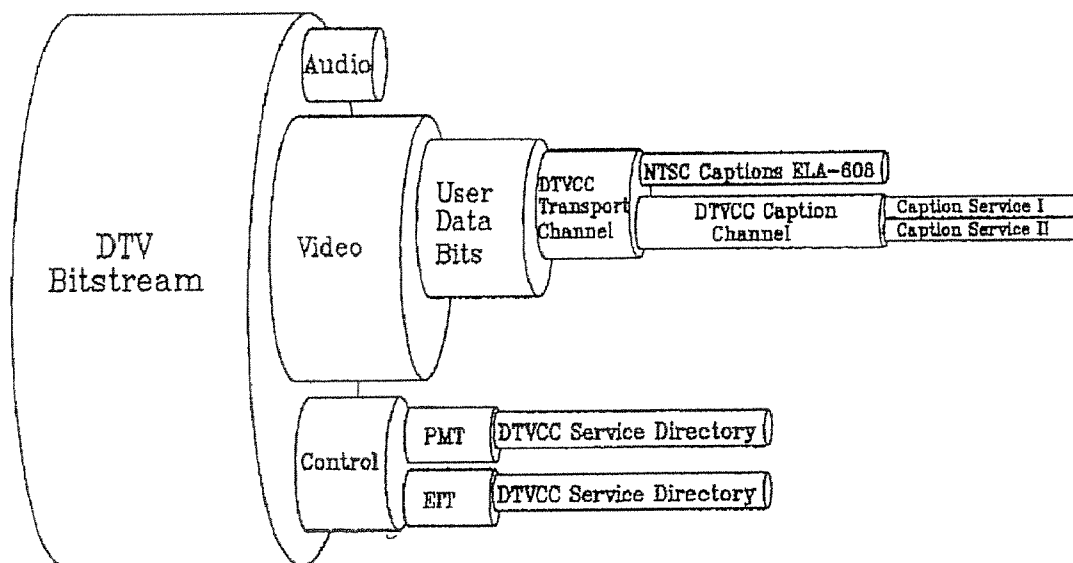 DTV
Bitstream
Audio
Video
User
Data
Bits
DTVCC
Transport
Channel
NTSC Captions ELA-608
DTVCC Caption
Channel
Caption Service I
Caption Service II
Control
PMT
DTVCC Service Directory
EIT
DTVCC Service Directory